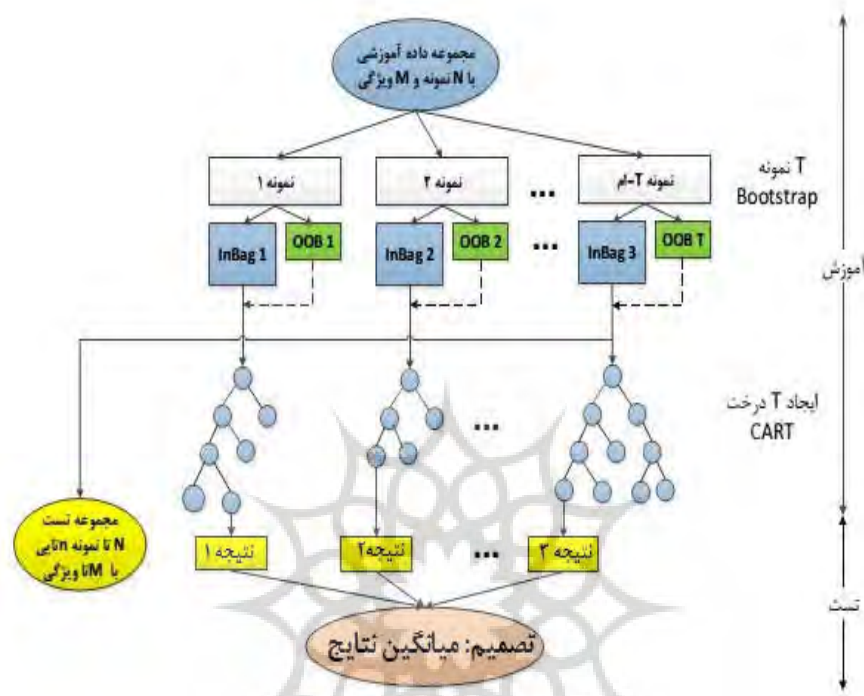 مجموعه داده آموزشی
با N نمونه و M ویژگی
نمونه ۱
نمونه ۲
...
نمونه T-ام
T نمونه
Bootstrap
InBag 1
OOB 1
InBag 2
OOB 2
...
InBag 3
OOB T
آموزش
...
ایجاد T درخت
CART
مجموعه تست
N تا نمونه nتایی
با Mتا ویژگی
نتیجه ۱
نتیجه۲
...
نتیجه ۳
تست
تصمیم: میانگین نتایج